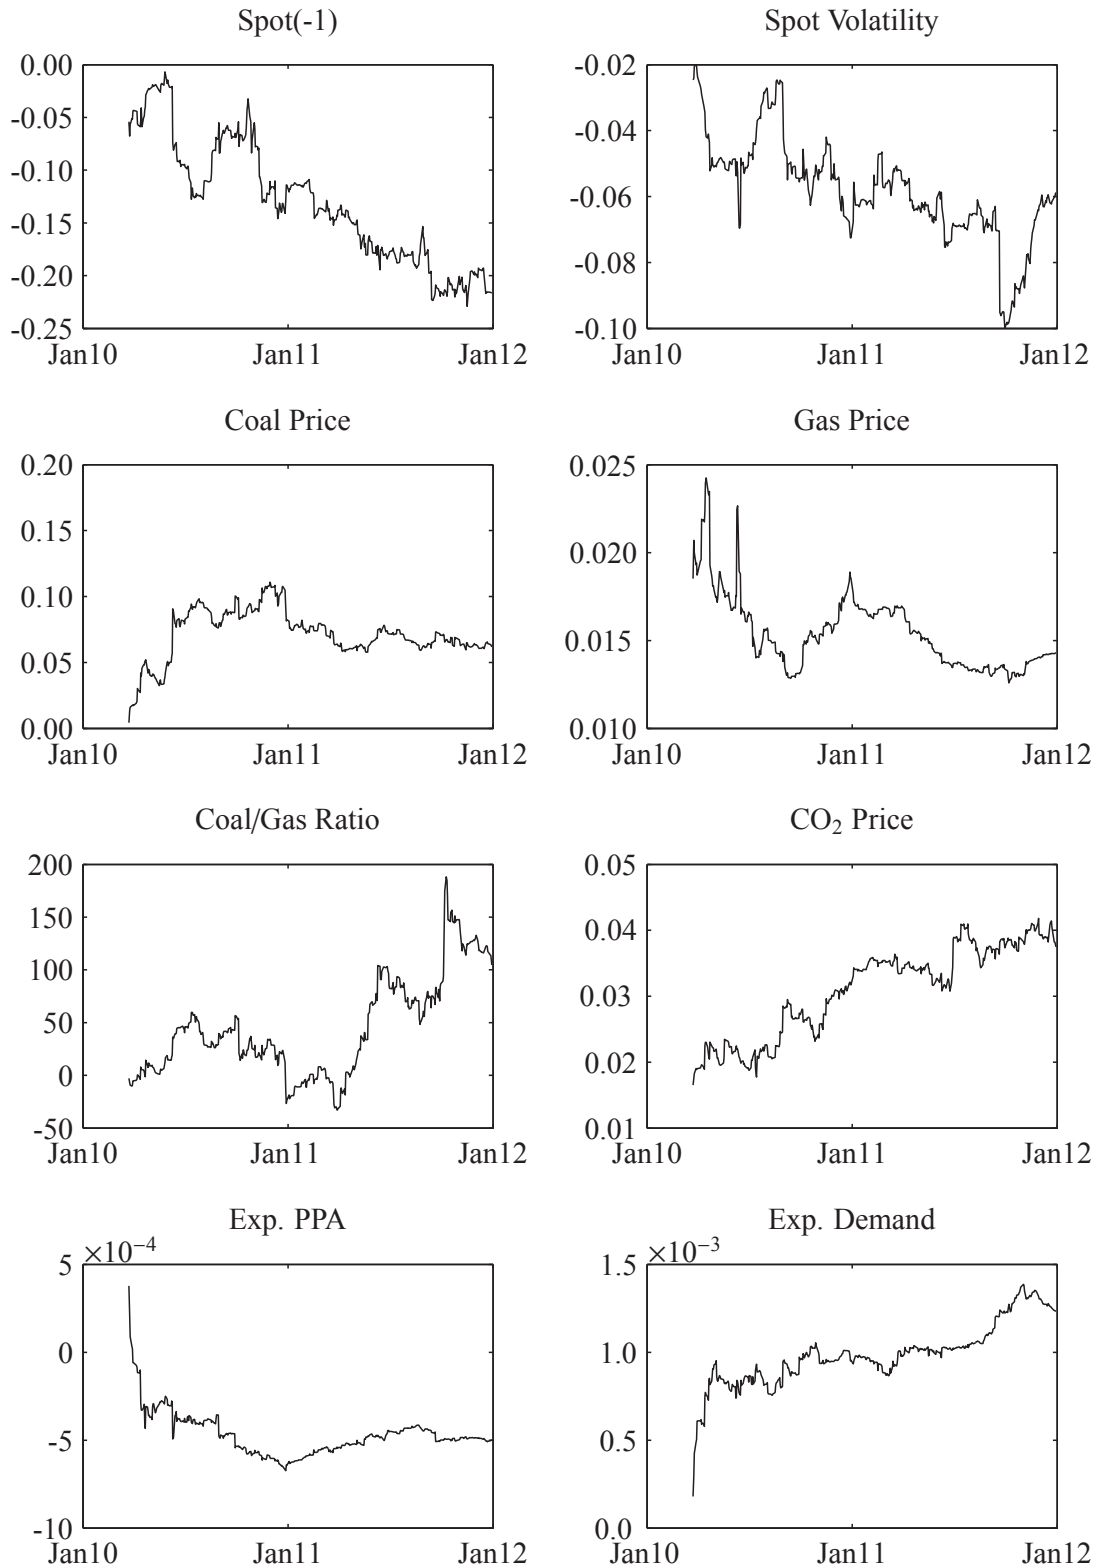 Spot(-1)
0.00
-0.05
-0.10
-0.15
-0.20
-0.25
Jan10 Jan11 Jan12
Spot Volatility
-0.02
-0.04
-0.06
-0.08
-0.10
Jan10 Jan11 Jan12
Coal Price
0.20
0.15
0.10
0.05
0.00
Jan10 Jan11 Jan12
Gas Price
0.025
0.020
0.015
0.010
Jan10 Jan11 Jan12
Coal/Gas Ratio
200
150
100
50
0
-50
Jan10 Jan11 Jan12
CO₂ Price
0.05
0.04
0.03
0.02
0.01
Jan10 Jan11 Jan12
Exp. PPA
×10⁻⁴
5
0
-5
-10
Jan10 Jan11 Jan12
Exp. Demand
×10⁻³
1.5
1.0
0.5
0.0
Jan10 Jan11 Jan12